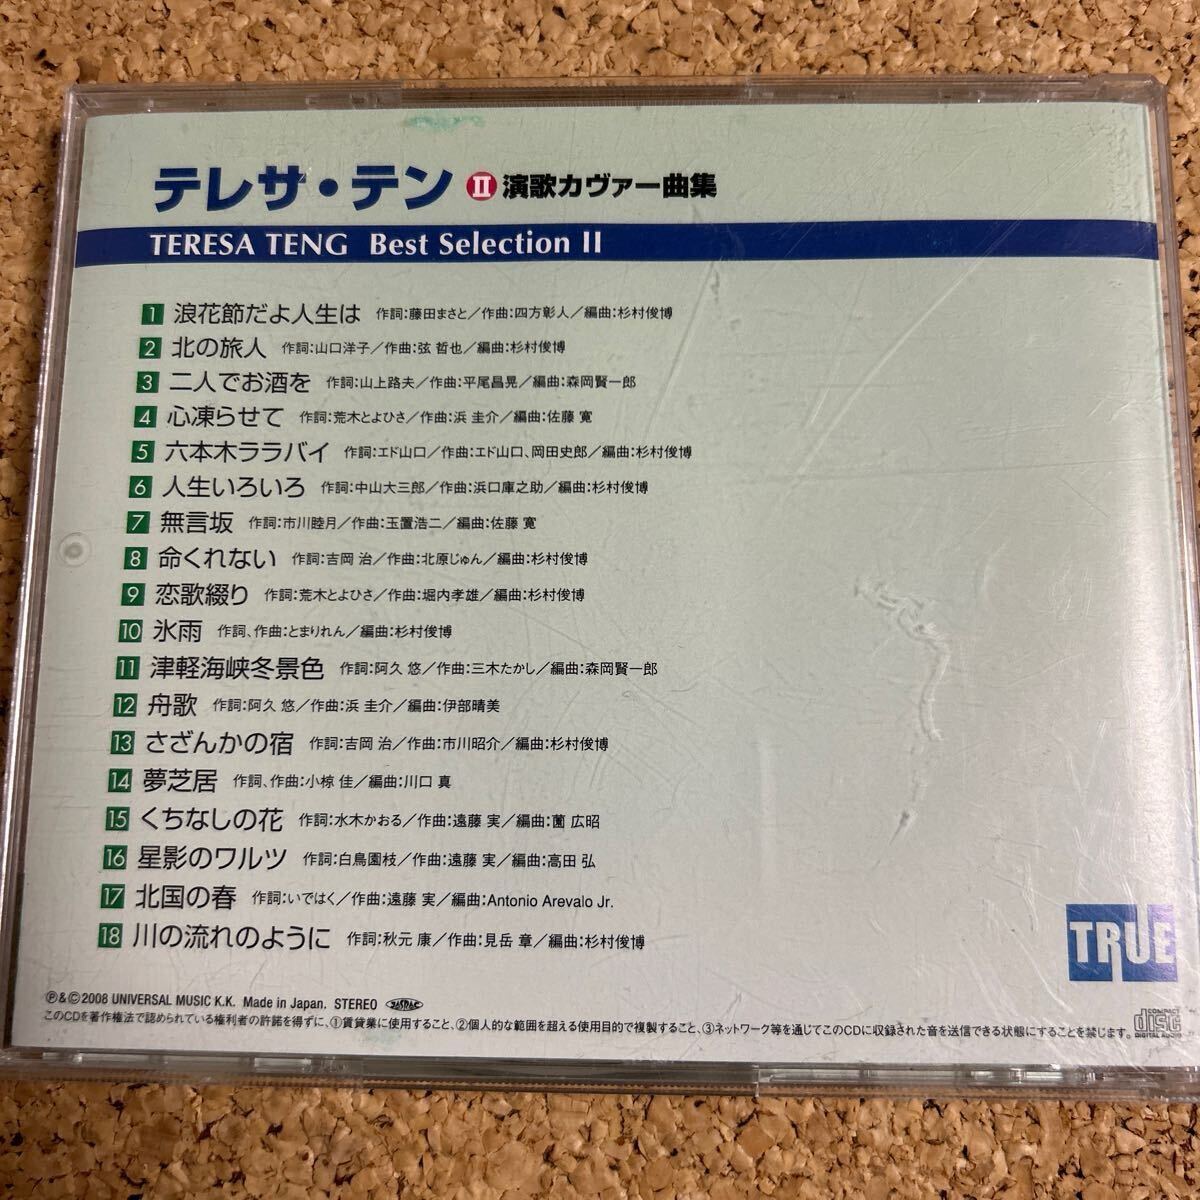 テレサ・テン II 演歌カヴァー曲集
TERESA TENG Best Selection II
1 浪花節だよ人生は 作詞:藤田まさと／作曲:四方彰人／編曲:杉村俊博
2 北の旅人 作詞:山口洋子／作曲:弦 哲也／編曲:杉村俊博
3 二人でお酒を 作詞:山上路夫／作曲:平尾昌晃／編曲:森岡賢一郎
4 心凍らせて 作詞:荒木とよひさ／作曲:浜 圭介／編曲:佐藤 寛
5 六本木ララバイ 作詞:エド山口／作曲:エド山口、岡田史郎／編曲:杉村俊博
6 人生いろいろ 作詞:中山大三郎／作曲:浜口庫之助／編曲:杉村俊博
7 無言坂 作詞:市川睦月／作曲:玉置浩二／編曲:佐藤 寛
8 命くれない 作詞:吉岡 治／作曲:北原じゅん／編曲:杉村俊博
9 恋歌綴り 作詞:荒木とよひさ／作曲:堀内孝雄／編曲:杉村俊博
10 氷雨 作詞、作曲:とまりれん／編曲:杉村俊博
11 津軽海峡冬景色 作詞:阿久 悠／作曲:三木たかし／編曲:森岡賢一郎
12 舟歌 作詞:阿久 悠／作曲:浜 圭介／編曲:伊部晴美
13 さざんかの宿 作詞:吉岡 治／作曲:市川昭介／編曲:杉村俊博
14 夢芝居 作詞、作曲:小椋 佳／編曲:川口 真
15 くちなしの花 作詞:水木かおる／作曲:遠藤 実／編曲:薗 広昭
16 星影のワルツ 作詞:白鳥園枝／作曲:遠藤 実／編曲:高田 弘
17 北国の春 作詞:いではく／作曲:遠藤 実／編曲:Antonio Arevalo Jr.
18 川の流れのように 作詞:秋元 康／作曲:見岳 章／編曲:杉村俊博
TRUE
Ⓟ&©2008 UNIVERSAL MUSIC K.K. Made in Japan. STEREO JASRAC
このCDを著作権法で認められている権利者の許諾を得ずに、①賃貸業に使用すること、②個人的な範囲を超える使用目的で複製すること、③ネットワーク等を通じてこのCDに収録された音を送信できる状態にすることを禁じます。
COMPACT
disc
DIGITAL AUDIO